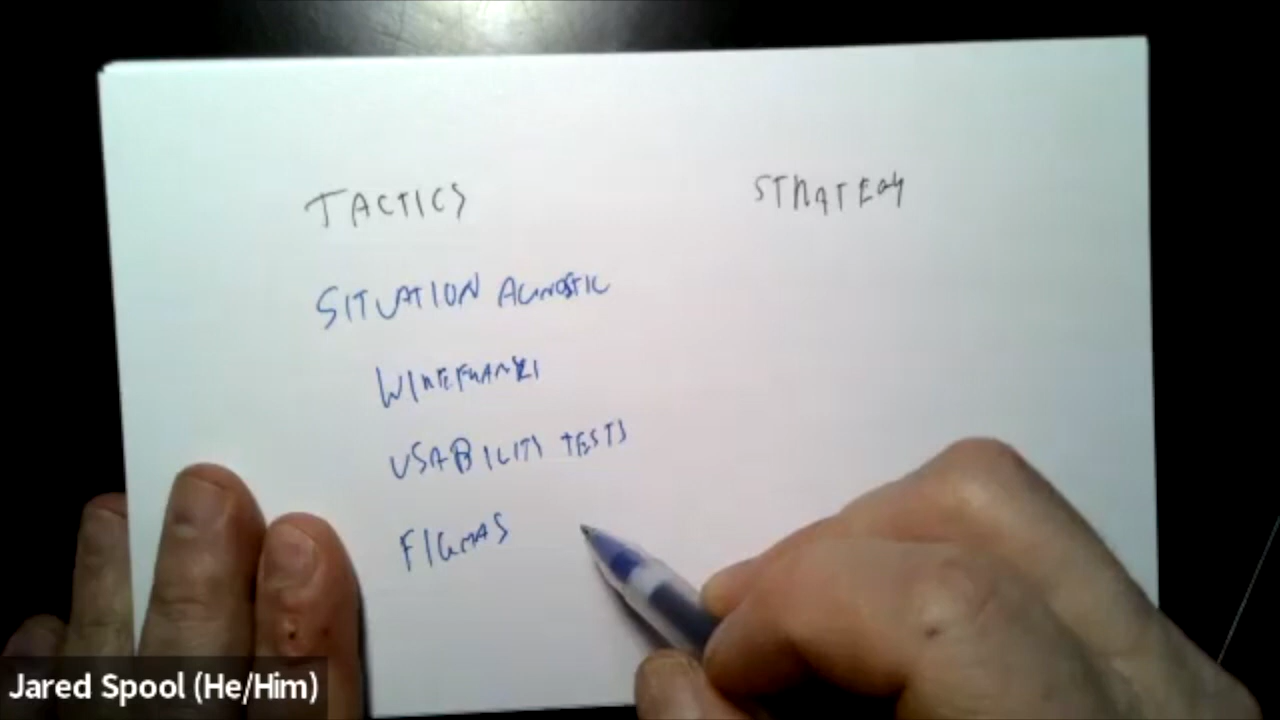 TACTICS
STRATEGY
SITUATION AGNOSTIC
WIREFRAMES
USABILITY TESTS
FIGMAS
Jared Spool (He/Him)